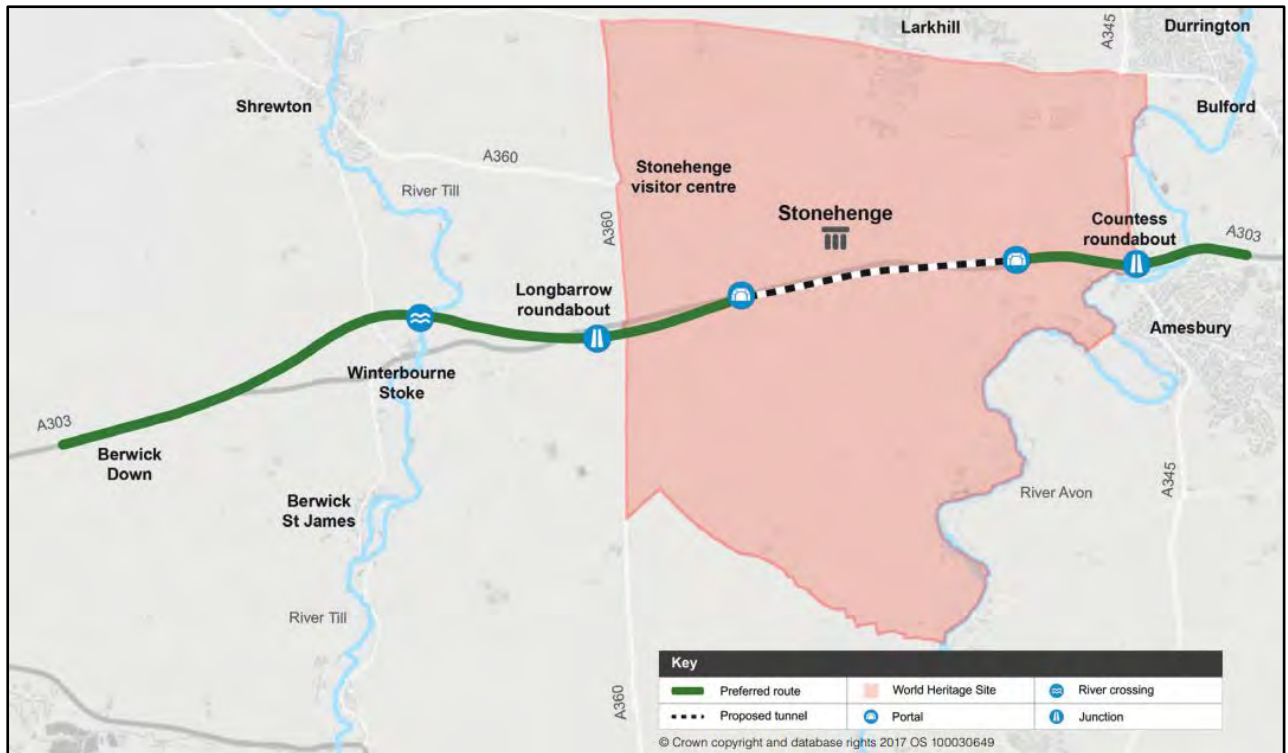 Larkhill
A345
Durrington
Shrewton
Bulford
A360
River Till
Stonehenge
visitor centre
A360
Stonehenge
Countess
roundabout
A303
Longbarrow
roundabout
Amesbury
Winterbourne
Stoke
A303
Berwick
Down
Berwick
St James
River Avon
A345
River Till
A360
Key
Preferred route
World Heritage Site
River crossing
Proposed tunnel
Portal
Junction
© Crown copyright and database rights 2017 OS 100030649